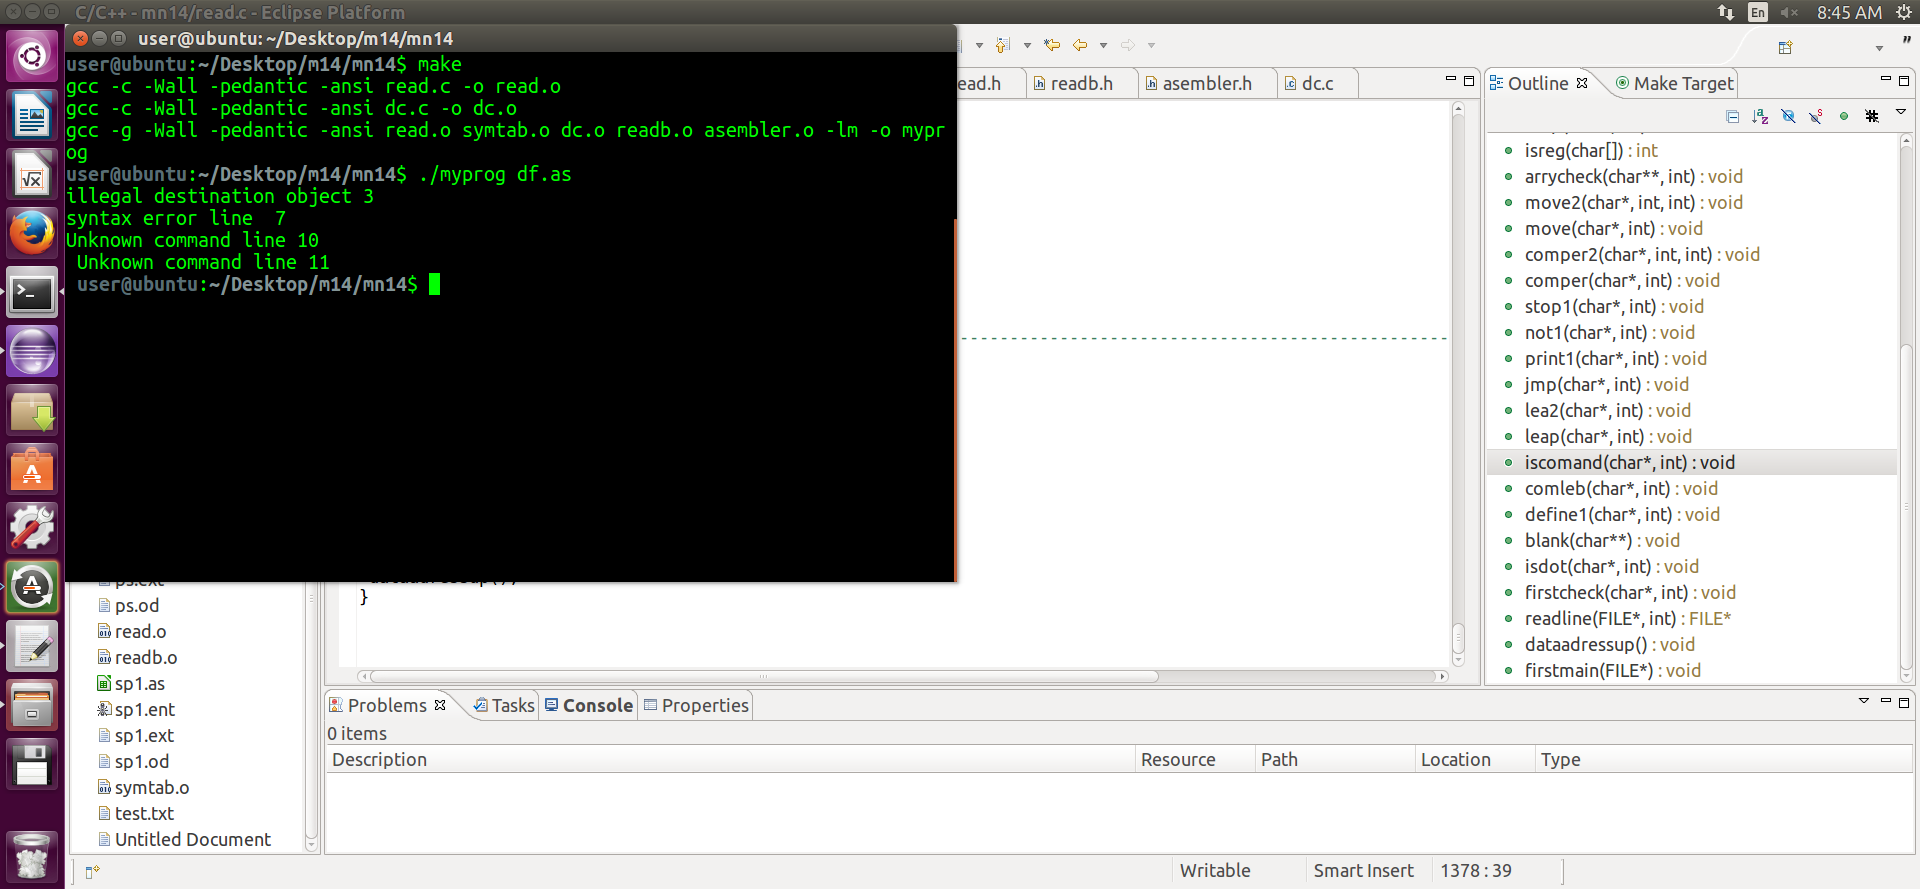 C/C++ - mn14/read.c - Eclipse Platform
En
8:45 AM
user@ubuntu: ~/Desktop/m14/mn14
user@ubuntu:~/Desktop/m14/mn14$ make
gcc -c -Wall -pedantic -ansi read.c -o read.o
gcc -c -Wall -pedantic -ansi dc.c -o dc.o
gcc -g -Wall -pedantic -ansi read.o symtab.o dc.o readb.o asembler.o -lm -o mypr
og
user@ubuntu:~/Desktop/m14/mn14$ ./myprog df.as
illegal destination object 3
syntax error line  7
Unknown command line 10
Unknown command line 11
user@ubuntu:~/Desktop/m14/mn14$
ead.h
readb.h
asembler.h
dc.c
}
ps.ext
ps.od
read.o
readb.o
sp1.as
sp1.ent
sp1.ext
sp1.od
symtab.o
test.txt
Untitled Document
Outline
Make Target
isreg(char[]) : int
arrycheck(char**, int) : void
move2(char*, int, int) : void
move(char*, int) : void
comper2(char*, int, int) : void
comper(char*, int) : void
stop1(char*, int) : void
not1(char*, int) : void
print1(char*, int) : void
jmp(char*, int) : void
lea2(char*, int) : void
leap(char*, int) : void
iscomand(char*, int) : void
comleb(char*, int) : void
define1(char*, int) : void
blank(char**) : void
isdot(char*, int) : void
firstcheck(char*, int) : void
readline(FILE*, int) : FILE*
dataadressup() : void
firstmain(FILE*) : void
Problems
Tasks
Console
Properties
0 items
Description
Resource
Path
Location
Type
Writable
Smart Insert
1378 : 39